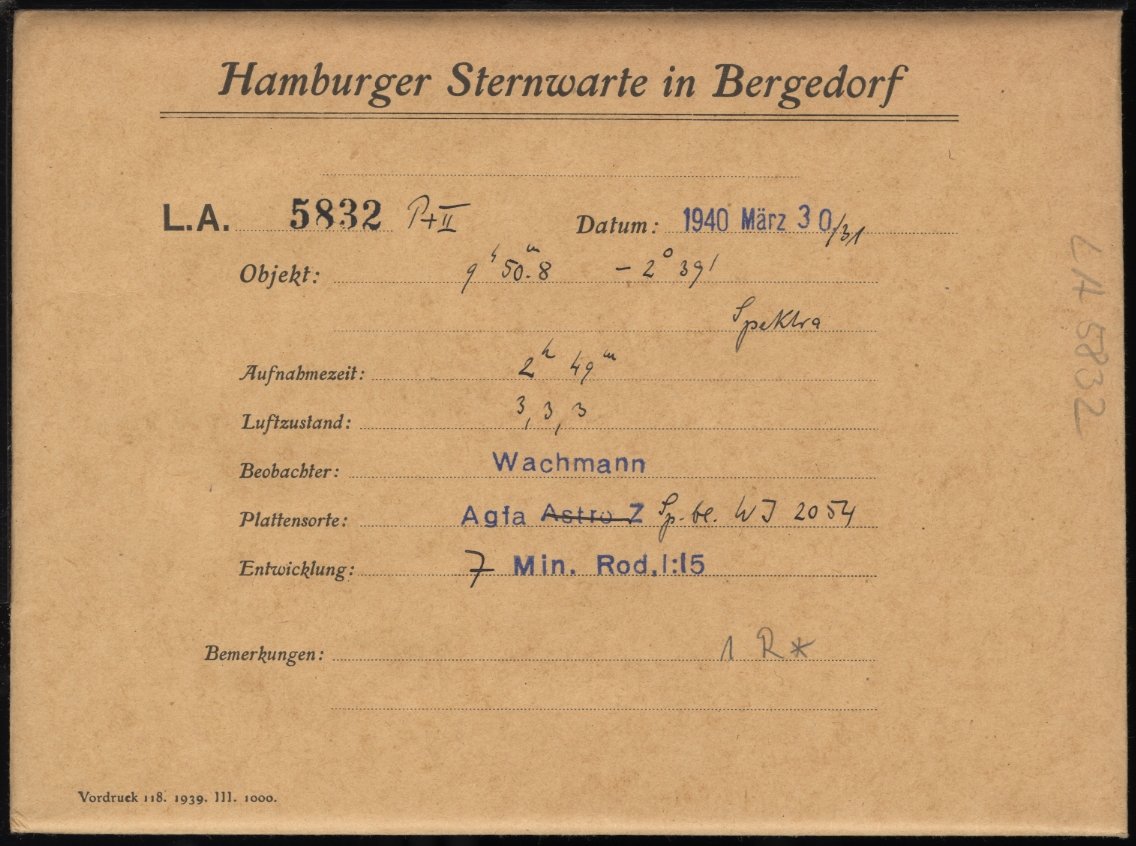 Hamburger Sternwarte in Bergedorf
L.A. 5832 P+II Datum: 1940 März 30/31
Objekt: 9ʰ 50ᵐ.8 −2° 39'
Spektra
Aufnahmezeit: 2ʰ 49ᵐ
Luftzustand: 3, 3, 3
Beobachter: Wachmann
Plattensorte: Agfa Astro Z Sp. bl. WJ 2054
Entwicklung: 7 Min. Rod. 1:15
Bemerkungen: 1 R*
Vordruck 118. 1939. III. 1000.
LA 5832